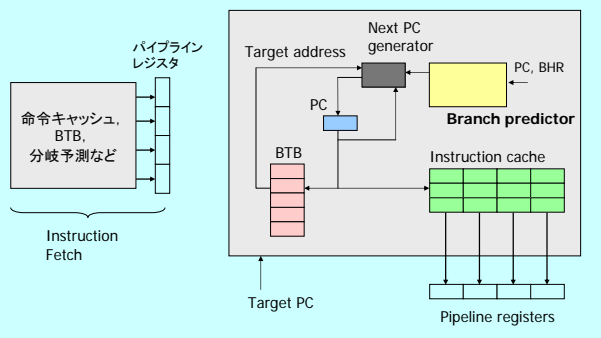 パイプライン
レジスタ
命令キャッシュ,
BTB,
分岐予測など
Instruction
Fetch
Next PC
generator
Target address
PC, BHR
PC
Branch predictor
BTB
Instruction cache
Target PC
Pipeline registers